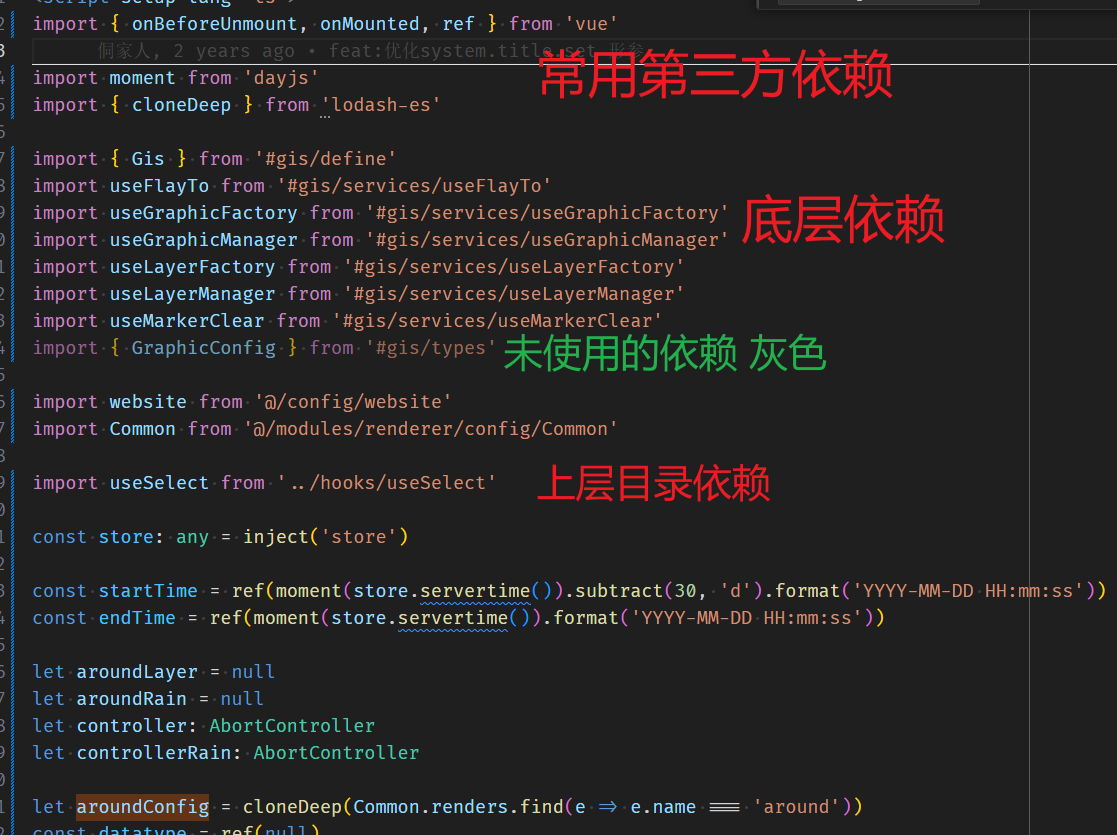 import { onBeforeUnmount, onMounted, ref } from 'vue'
侗家人, 2 years ago • feat:优化system.title.set 形参
常用第三方依赖
import moment from 'dayjs'
import { cloneDeep } from 'lodash-es'
import { Gis } from '#gis/define'
import useFlayTo from '#gis/services/useFlayTo'
import useGraphicFactory from '#gis/services/useGraphicFactory'
底层依赖
import useGraphicManager from '#gis/services/useGraphicManager'
import useLayerFactory from '#gis/services/useLayerFactory'
import useLayerManager from '#gis/services/useLayerManager'
import useMarkerClear from '#gis/services/useMarkerClear'
import { GraphicConfig } from '#gis/types'
未使用的依赖 灰色
import website from '@/config/website'
import Common from '@/modules/renderer/config/Common'
import useSelect from '../hooks/useSelect'
上层目录依赖
const store: any = inject('store')
const startTime = ref(moment(store.servertime()).subtract(30, 'd').format('YYYY-MM-DD HH:mm:ss'))
const endTime = ref(moment(store.servertime()).format('YYYY-MM-DD HH:mm:ss'))
let aroundLayer = null
let aroundRain = null
let controller: AbortController
let controllerRain: AbortController
let aroundConfig = cloneDeep(Common.renders.find(e => e.name === 'around'))
const datatype = ref(null)